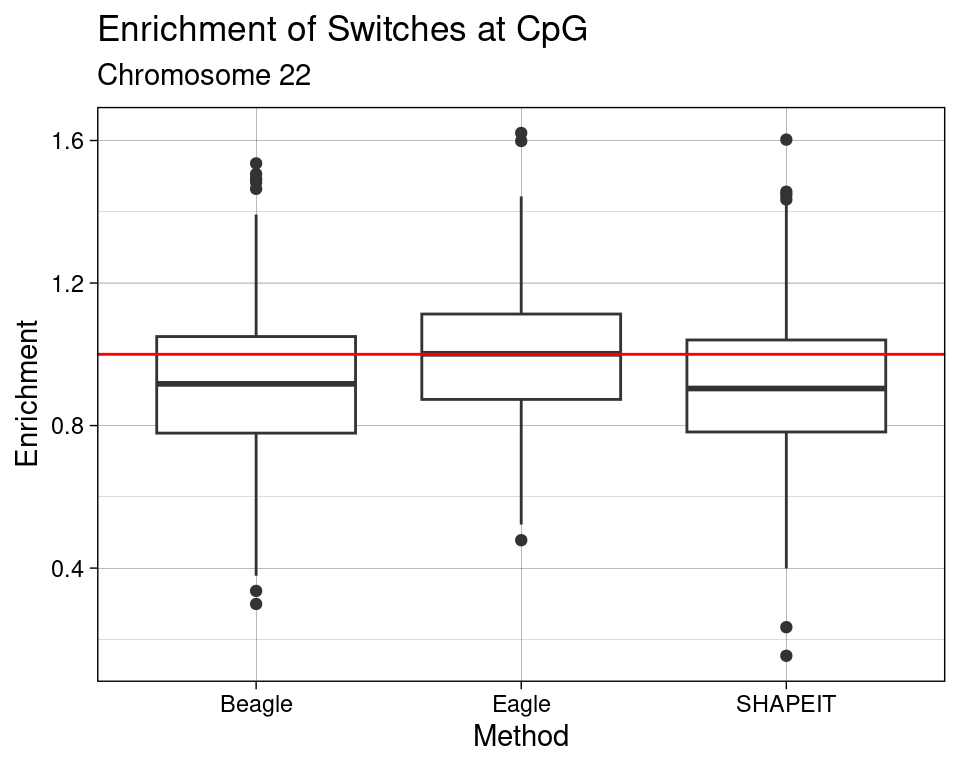 Enrichment of Switches at CpG
Chromosome 22
1.6
1.2
0.8
0.4
Enrichment
Beagle Eagle SHAPEIT
Method